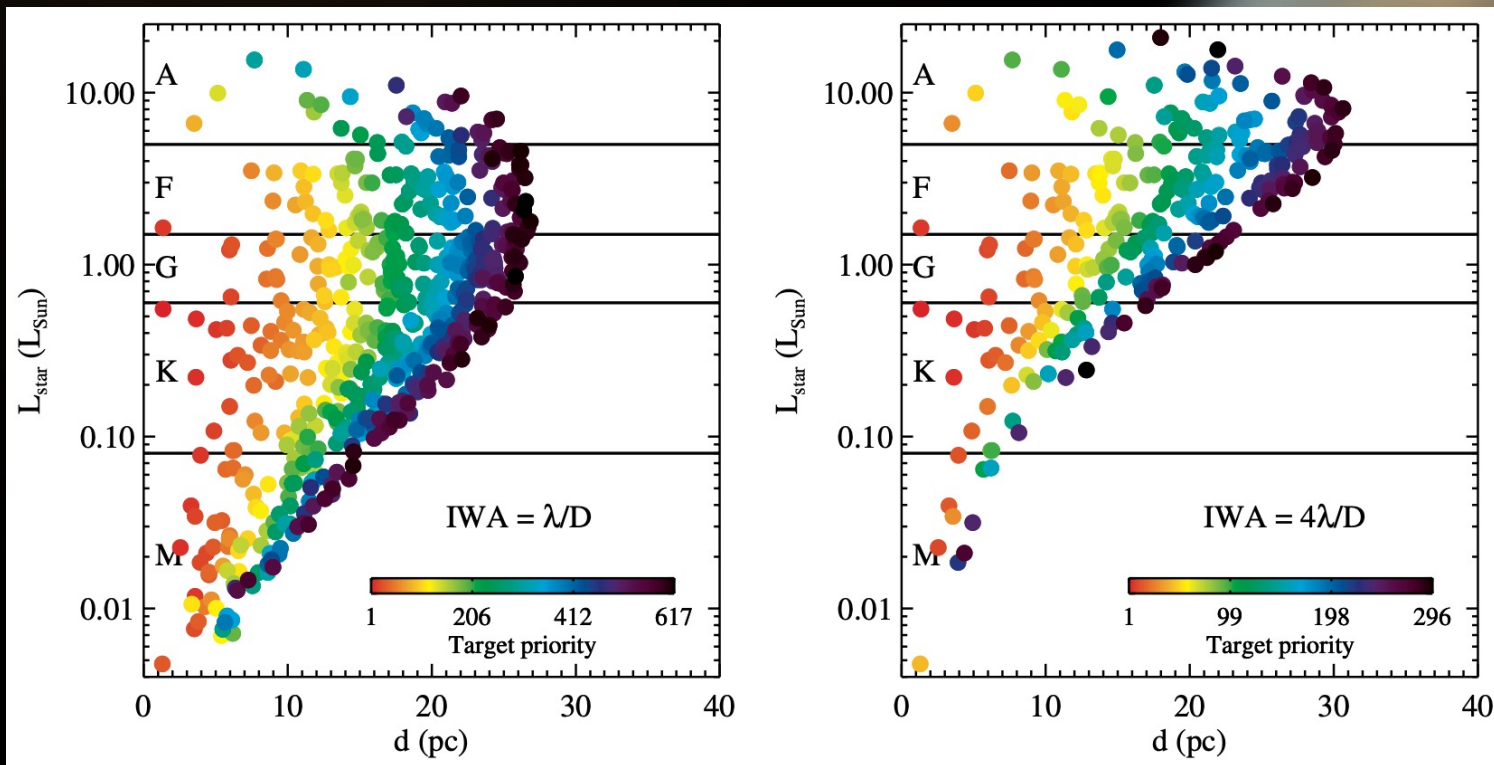 10.00
1.00
0.10
0.01
L_star (L_Sun)
A
F
G
K
M
IWA = λ/D
1 206 412 617
Target priority
0 10 20 30 40
d (pc)
10.00
1.00
0.10
0.01
L_star (L_Sun)
A
F
G
K
M
IWA = 4λ/D
1 99 198 296
Target priority
0 10 20 30 40
d (pc)